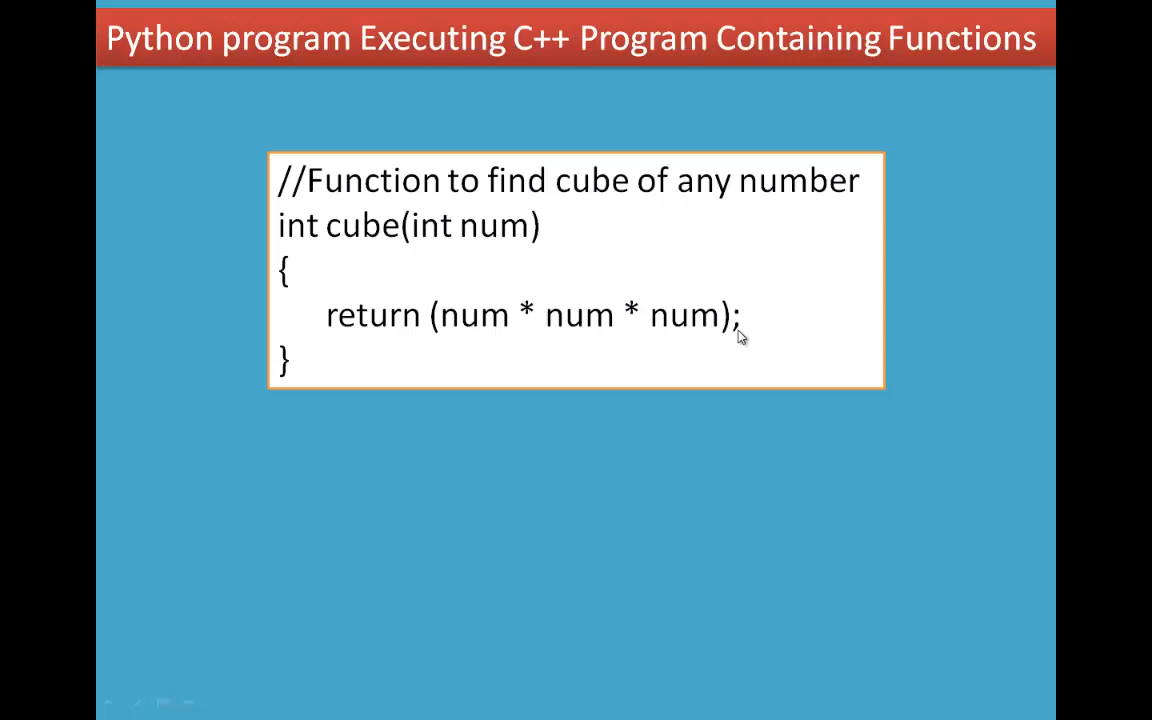 Python program Executing C++ Program Containing Functions
//Function to find cube of any number
int cube(int num)
{
return (num * num * num);
}